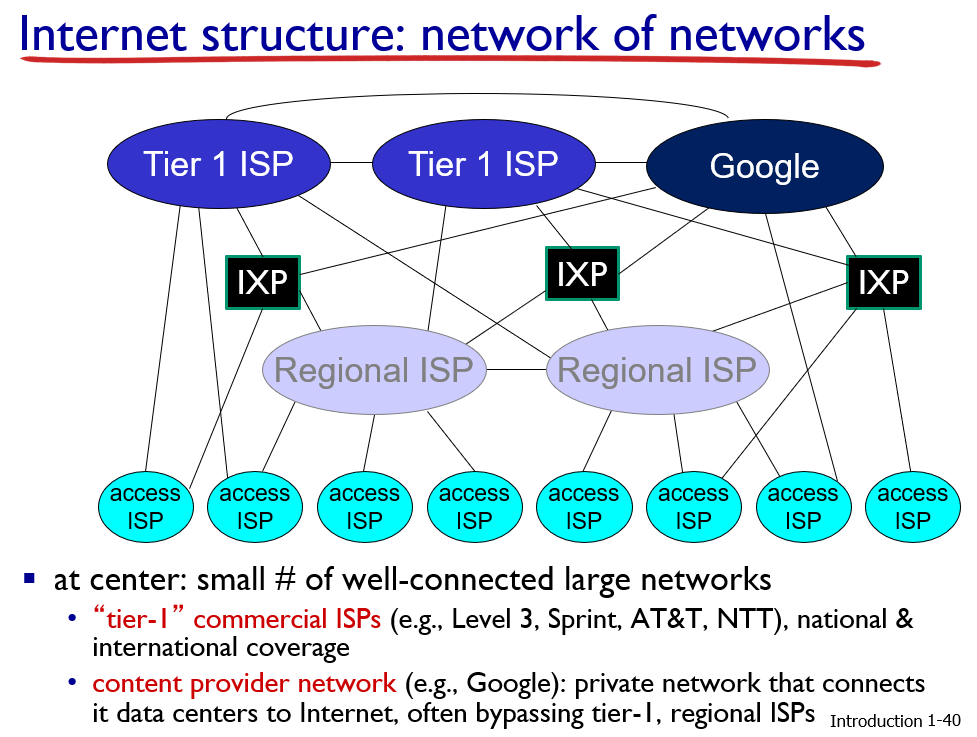 Internet structure: network of networks
Tier 1 ISP
Tier 1 ISP
Google
IXP
IXP
IXP
Regional ISP
Regional ISP
access
ISP
access
ISP
access
ISP
access
ISP
access
ISP
access
ISP
access
ISP
access
ISP
▪ at center: small # of well-connected large networks
• “tier-1” commercial ISPs (e.g., Level 3, Sprint, AT&T, NTT), national &
international coverage
• content provider network (e.g., Google): private network that connects
it data centers to Internet, often bypassing tier-1, regional ISPs
Introduction 1-40